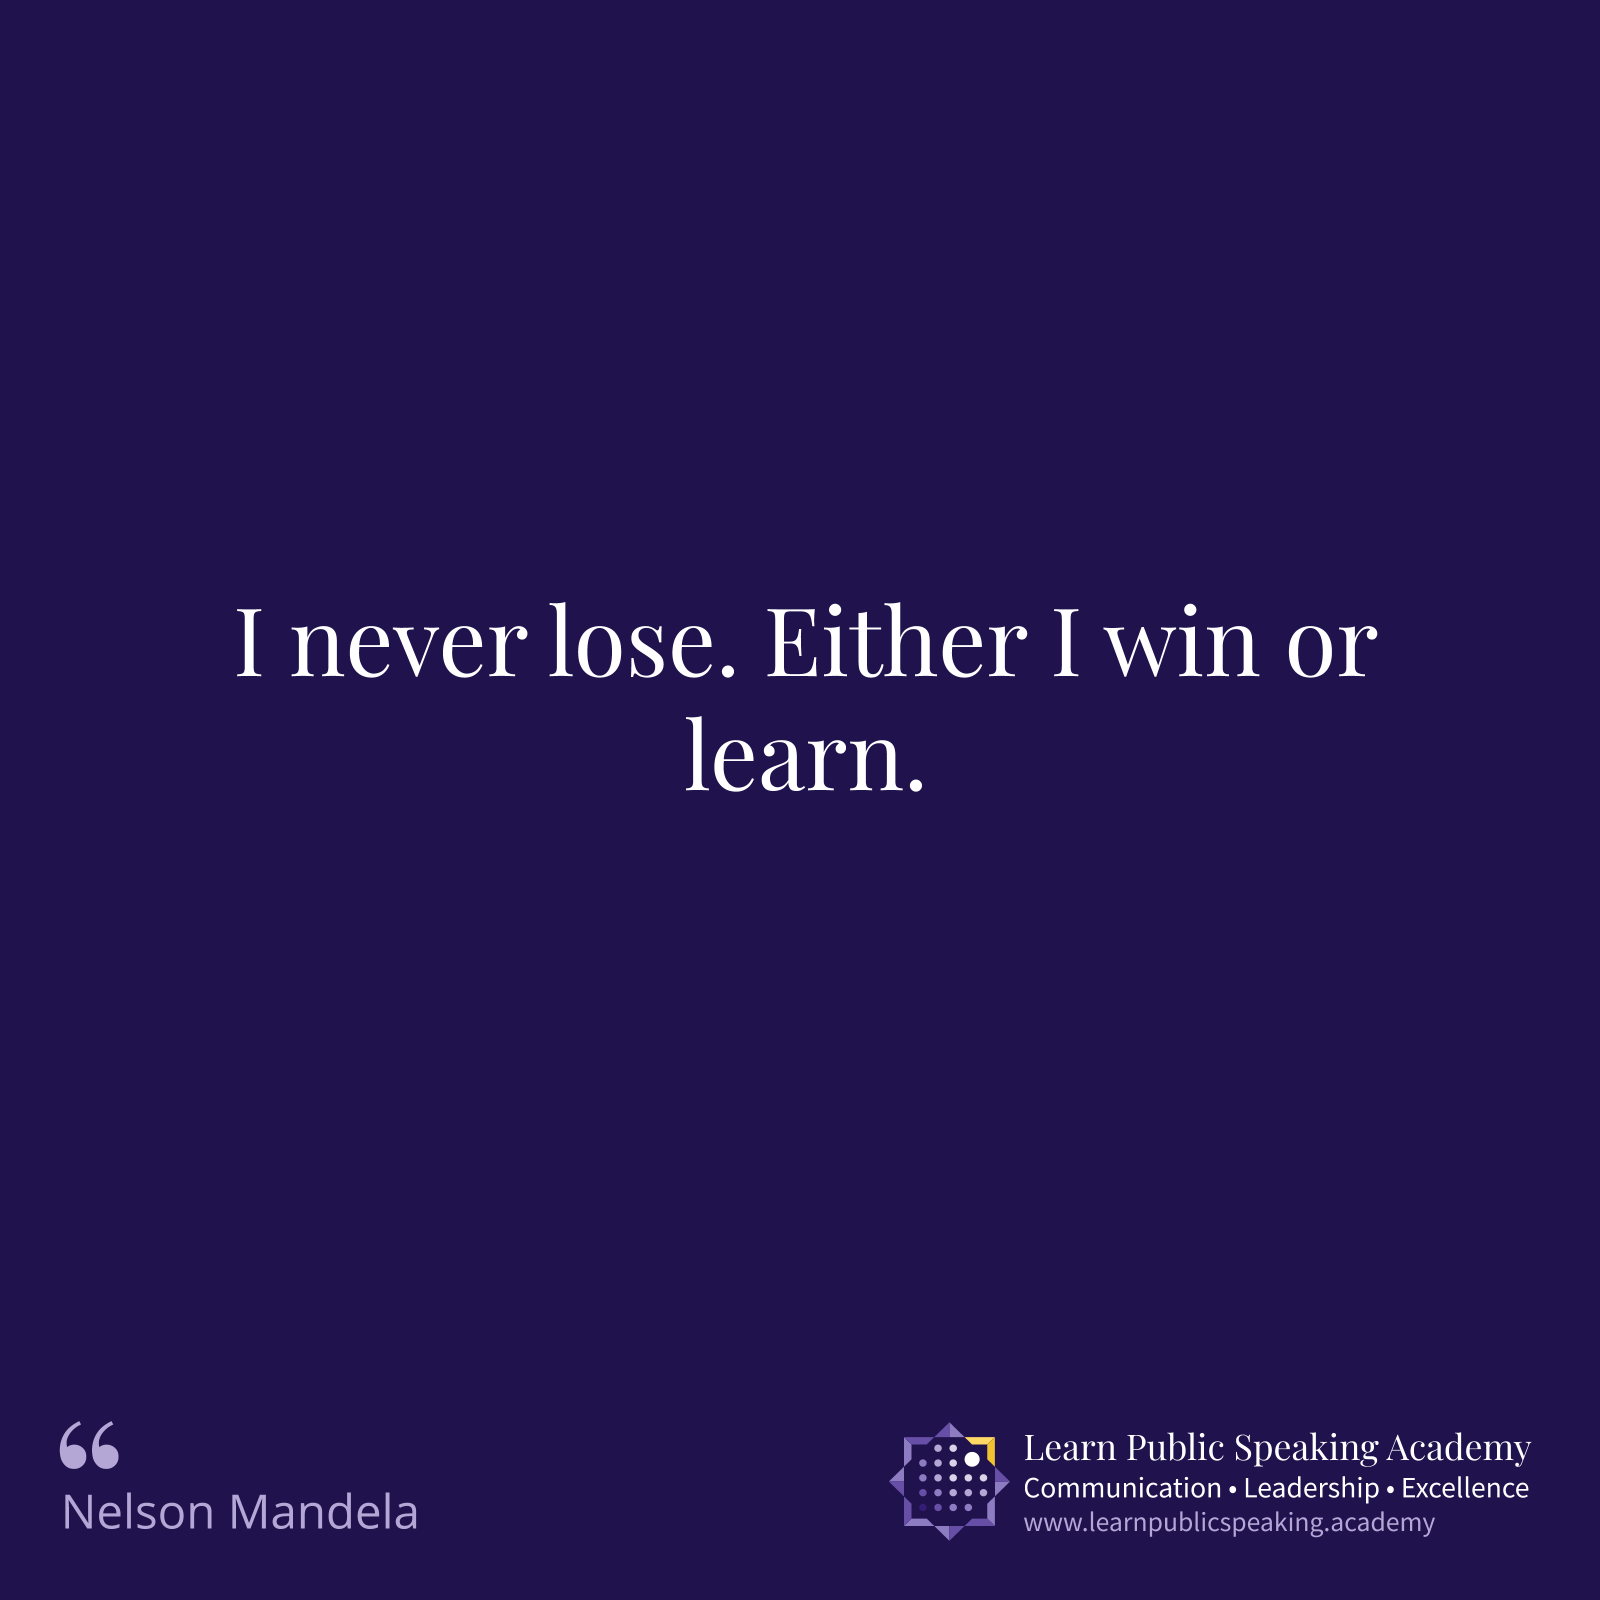 I never lose. Either I win or
learn.
“
Nelson Mandela
Learn Public Speaking Academy
Communication • Leadership • Excellence
www.learnpublicspeaking.academy